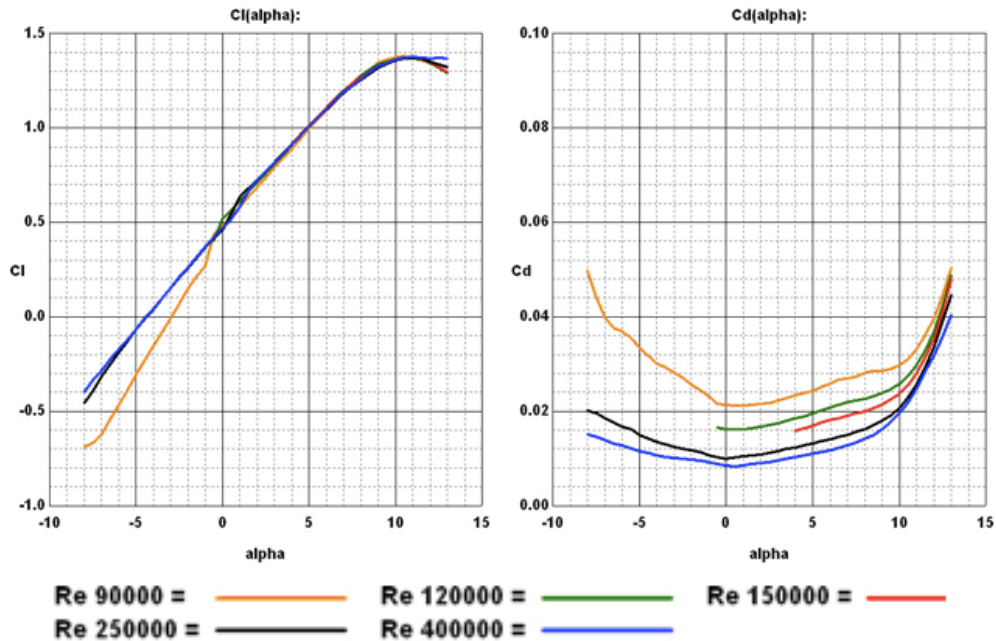 Cl(alpha):
Cd(alpha):
1.5
1.0
0.5
Cl
0.0
-0.5
-1.0
-10 -5 0 5 10 15
alpha
0.10
0.08
0.06
Cd
0.04
0.02
0.00
-10 -5 0 5 10 15
alpha
Re 90000 = Re 120000 = Re 150000 =
Re 250000 = Re 400000 =